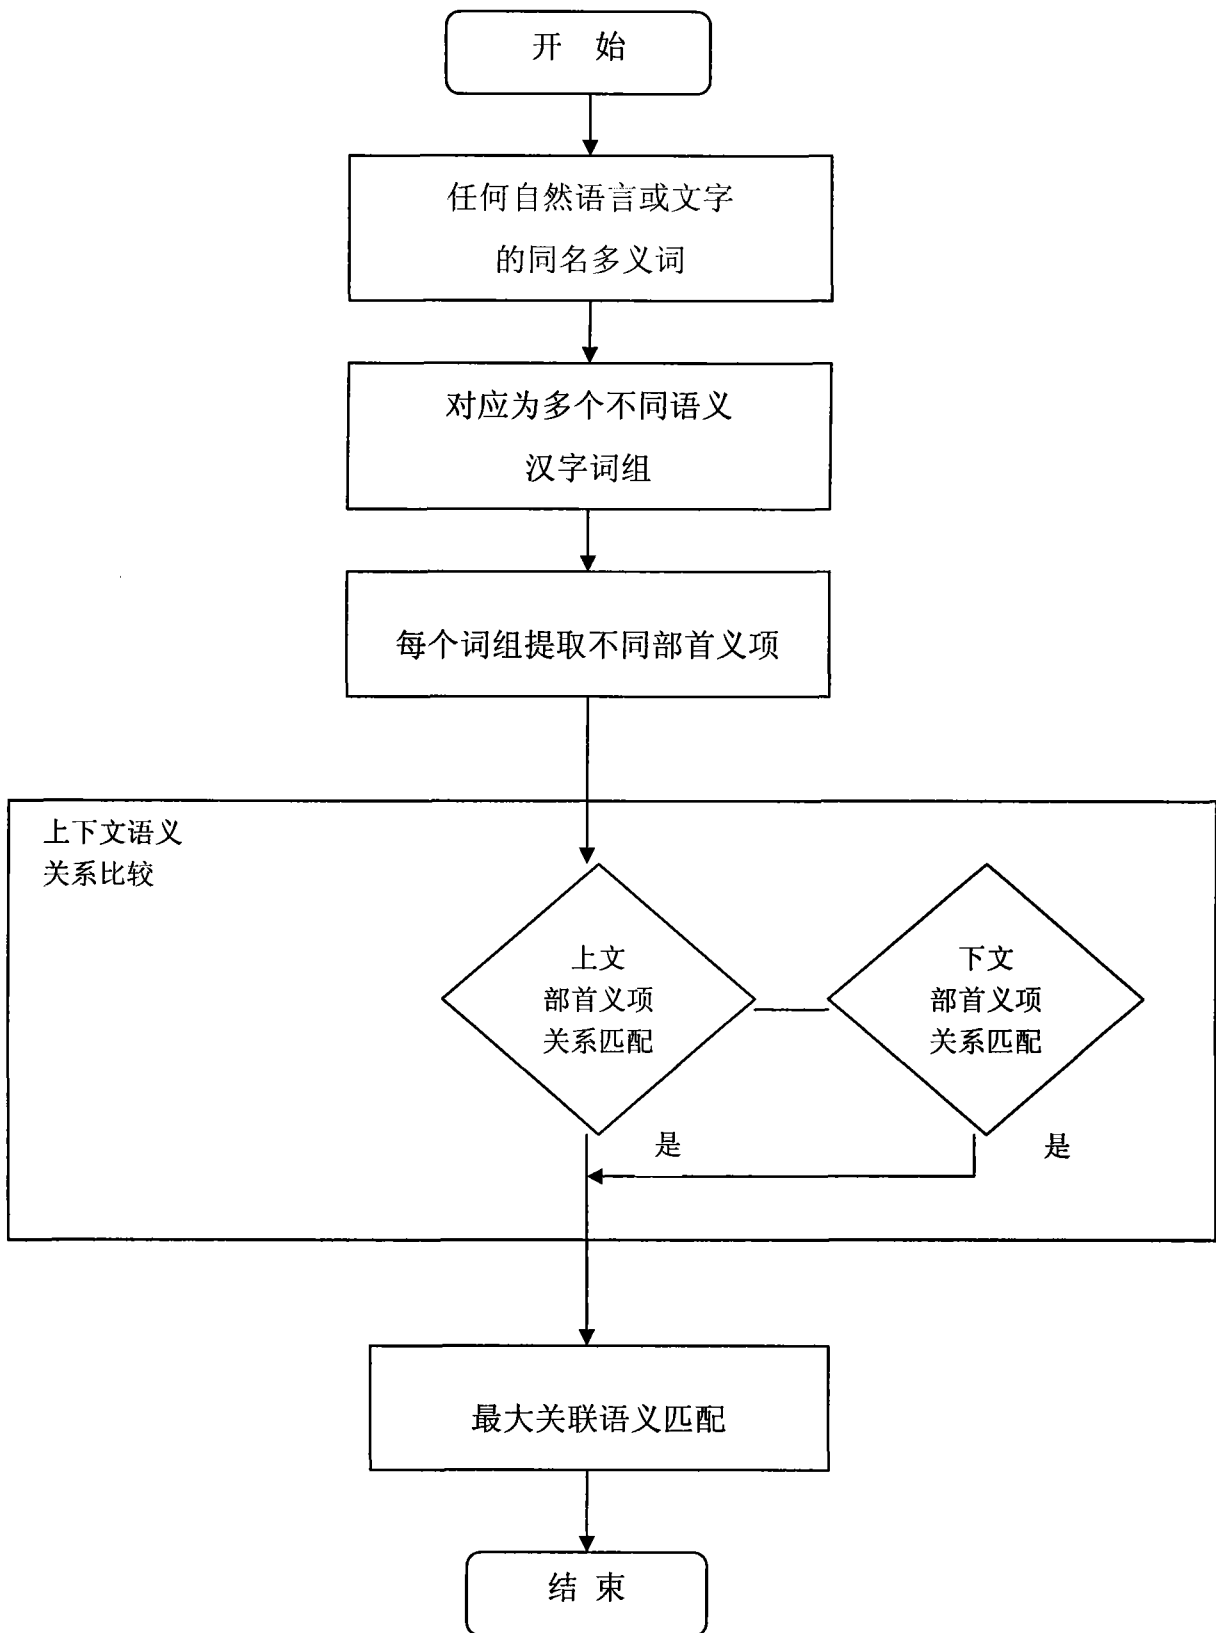 开 始
任何自然语言或文字
的同名多义词
对应为多个不同语义
汉字词组
每个词组提取不同部首义项
上下文语义
关系比较
上文
部首义项
关系匹配
下文
部首义项
关系匹配
是
是
最大关联语义匹配
结 束